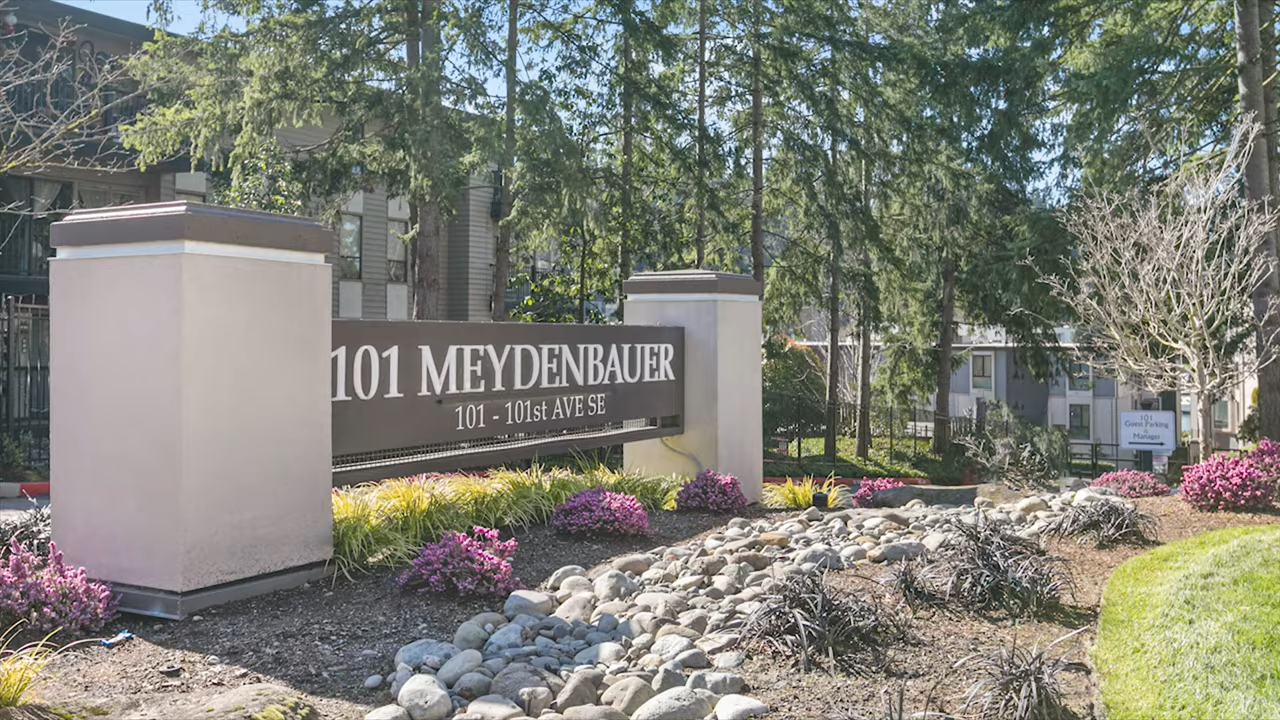 101 MEYDENBAUER
101 - 101st AVE SE
101
Guest Parking
&
Manager